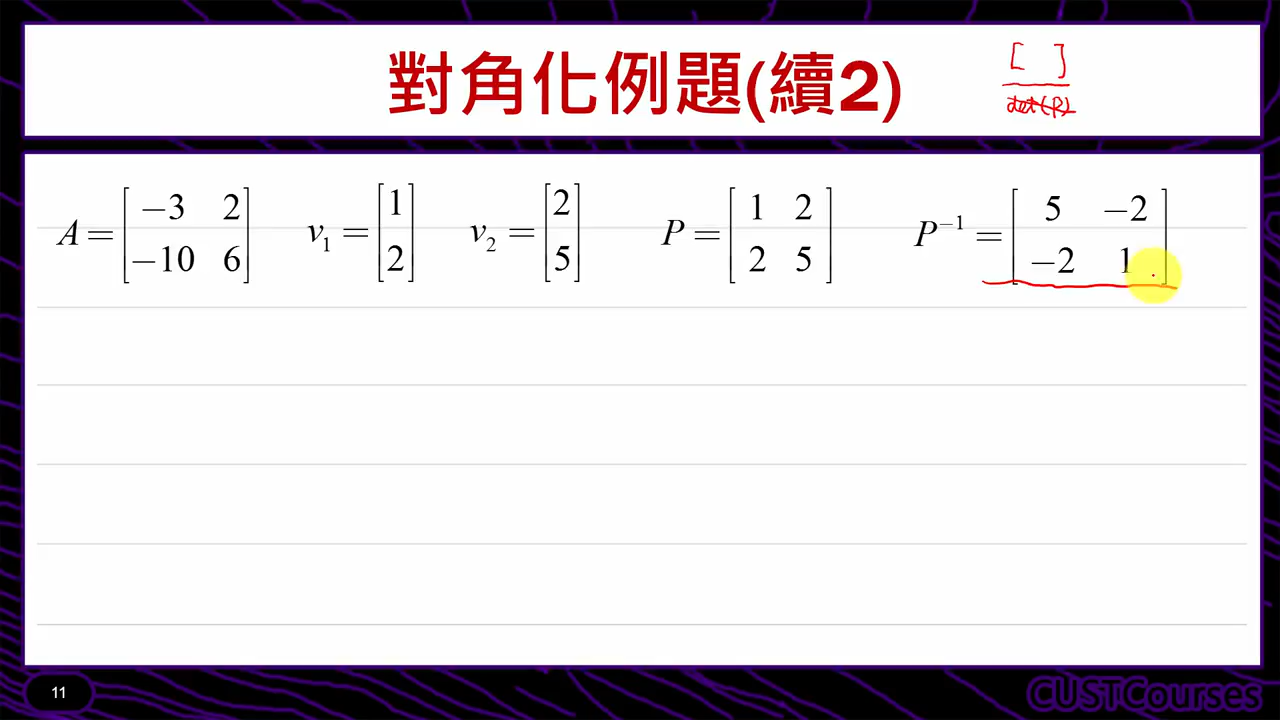 對角化例題(續2)
[ ]
det(P)
A = [−3 2; −10 6] v₁ = [1; 2] v₂ = [2; 5] P = [1 2; 2 5] P⁻¹ = [5 −2; −2 1]
11
CUSTCourses